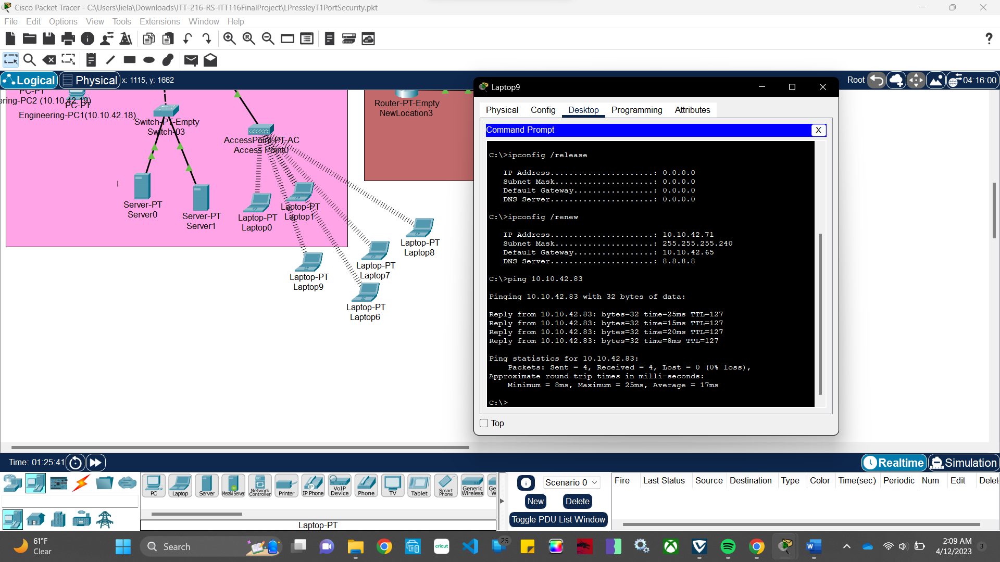 Cisco Packet Tracer - C:\Users\liela\Downloads\ITT-216-RS-ITT116FinalProject\LPressleyT1PortSecurity.pkt
File Edit Options View Tools Extensions Window Help
?
Logical Physical x: 1115, y: 1662
Root 04:16:00
PC-PT
ering-PC2 (10.10.42.19)
PC-PT
Engineering-PC1(10.10.42.18)
Switch-PT-Empty
Switch-03
AccessPoint-PT-AC
Access Point0
Router-PT-Empty
NewLocation3
Server-PT
Server0
Server-PT
Server1
Laptop-PT
Laptop0
Laptop-PT
Laptop1
Laptop-PT
Laptop8
Laptop-PT
Laptop7
Laptop-PT
Laptop9
Laptop-PT
Laptop6
Laptop9
Physical Config Desktop Programming Attributes
Command Prompt X
C:\>ipconfig /release
IP Address......................: 0.0.0.0
Subnet Mask.....................: 0.0.0.0
Default Gateway.................: 0.0.0.0
DNS Server......................: 0.0.0.0
C:\>ipconfig /renew
IP Address......................: 10.10.42.71
Subnet Mask.....................: 255.255.255.240
Default Gateway.................: 10.10.42.65
DNS Server......................: 8.8.8.8
C:\>ping 10.10.42.83
Pinging 10.10.42.83 with 32 bytes of data:
Reply from 10.10.42.83: bytes=32 time=25ms TTL=127
Reply from 10.10.42.83: bytes=32 time=15ms TTL=127
Reply from 10.10.42.83: bytes=32 time=20ms TTL=127
Reply from 10.10.42.83: bytes=32 time=8ms TTL=127
Ping statistics for 10.10.42.83:
Packets: Sent = 4, Received = 4, Lost = 0 (0% loss),
Approximate round trip times in milli-seconds:
Minimum = 8ms, Maximum = 25ms, Average = 17ms
C:\>
Top
Time: 01:25:41
Realtime Simulation
PC Laptop Server Meraki Server Network Controller Printer IP Phone VoIP Device Phone TV Tablet Smart Phone Generic Wireless
Laptop-PT
Scenario 0
New Delete
Toggle PDU List Window
Fire Last Status Source Destination Type Color Time(sec) Periodic Num Edit Delet
61°F
Clear
Search
cricut
25
2:09 AM
4/12/2023
3